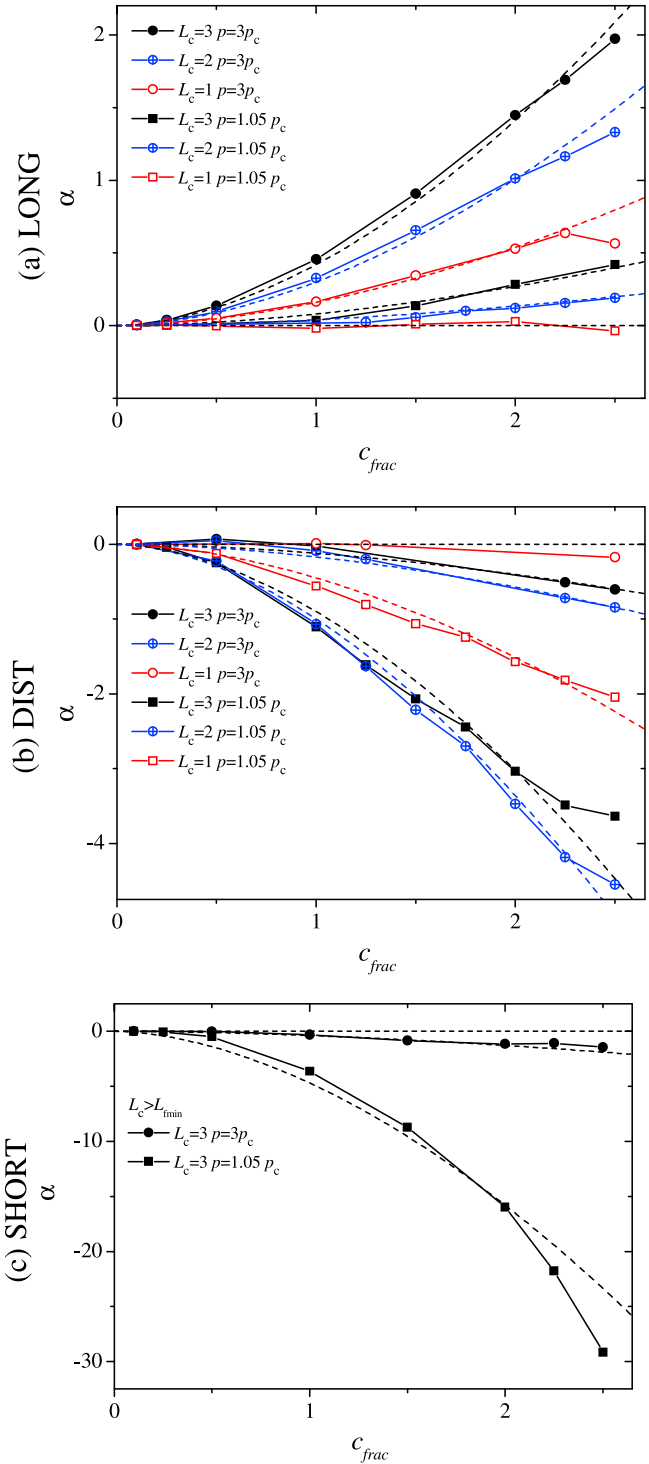 (a) LONG
α
2
1
0
L_c=3 p=3p_c
L_c=2 p=3p_c
L_c=1 p=3p_c
L_c=3 p=1.05 p_c
L_c=2 p=1.05 p_c
L_c=1 p=1.05 p_c
0 1 2
c_frac
(b) DIST
α
0
-2
-4
L_c=3 p=3p_c
L_c=2 p=3p_c
L_c=1 p=3p_c
L_c=3 p=1.05 p_c
L_c=2 p=1.05 p_c
L_c=1 p=1.05 p_c
0 1 2
c_frac
(c) SHORT
α
0
-10
-20
-30
L_c>L_fmin
L_c=3 p=3p_c
L_c=3 p=1.05 p_c
0 1 2
c_frac